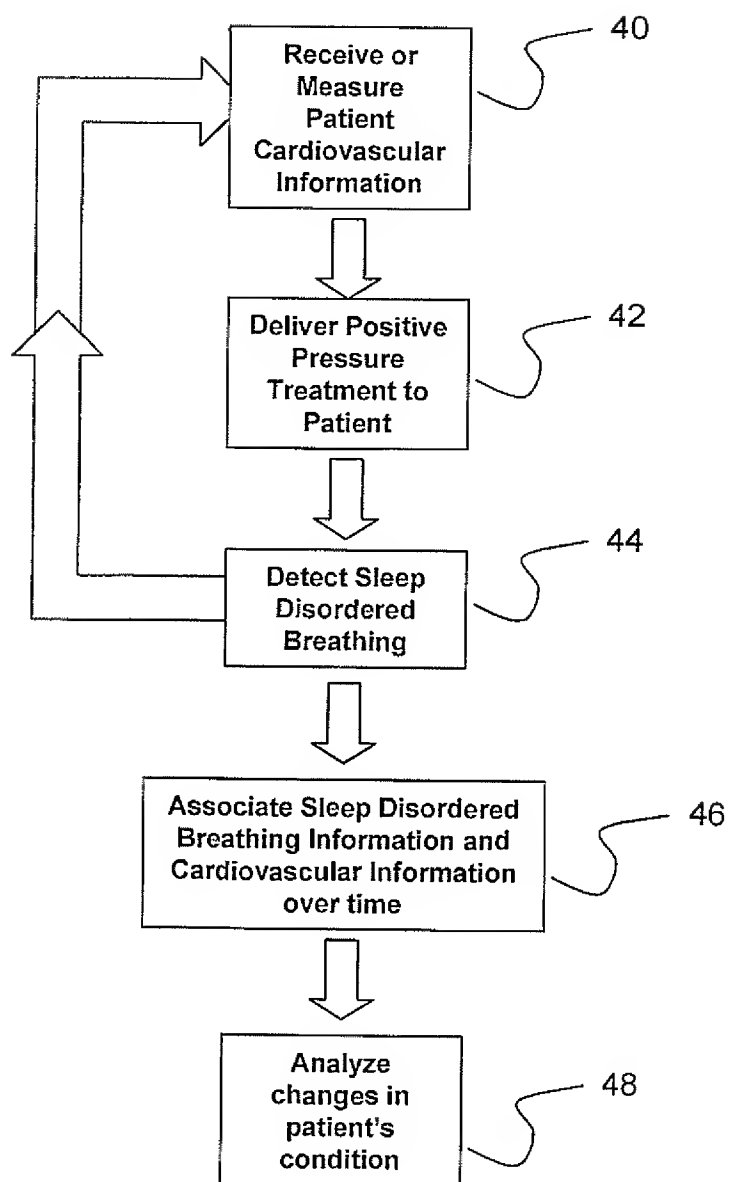 Receive or
Measure
Patient
Cardiovascular
Information
40
Deliver Positive
Pressure
Treatment to
Patient
42
Detect Sleep
Disordered
Breathing
44
Associate Sleep Disordered
Breathing Information and
Cardiovascular Information
over time
46
Analyze
changes in
patient's
condition
48